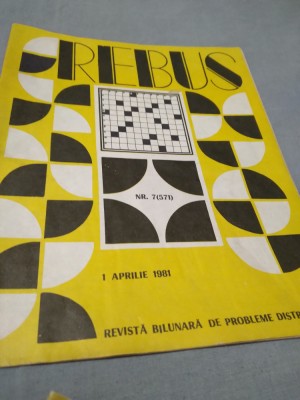 REBUS
NR. 7(571)
1 APRILIE 1981
REVISTĂ BILUNARĂ DE PROBLEME DISTR